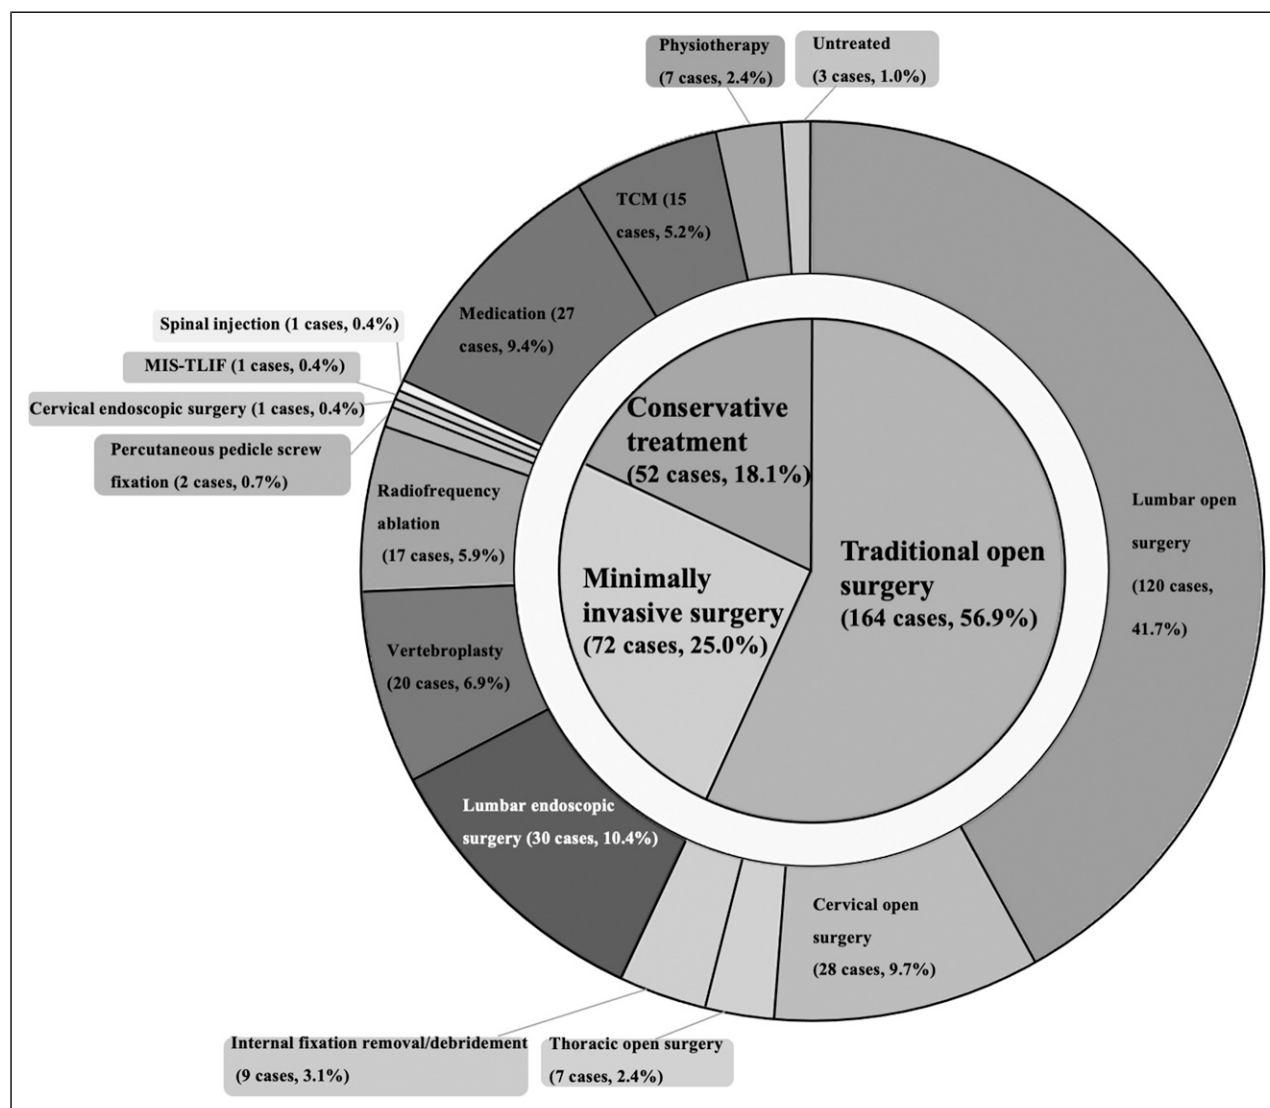 Physiotherapy
(7 cases, 2.4%)
Untreated
(3 cases, 1.0%)
TCM (15
cases, 5.2%)
Medication (27
cases, 9.4%)
Spinal injection (1 cases, 0.4%)
MIS-TLIF (1 cases, 0.4%)
Cervical endoscopic surgery (1 cases, 0.4%)
Percutaneous pedicle screw
fixation (2 cases, 0.7%)
Radiofrequency
ablation
(17 cases, 5.9%)
Vertebroplasty
(20 cases, 6.9%)
Lumbar endoscopic
surgery (30 cases, 10.4%)
Conservative
treatment
(52 cases, 18.1%)
Minimally
invasive surgery
(72 cases, 25.0%)
Traditional open
surgery
(164 cases, 56.9%)
Lumbar open
surgery
(120 cases,
41.7%)
Cervical open
surgery
(28 cases, 9.7%)
Internal fixation removal/debridement
(9 cases, 3.1%)
Thoracic open surgery
(7 cases, 2.4%)